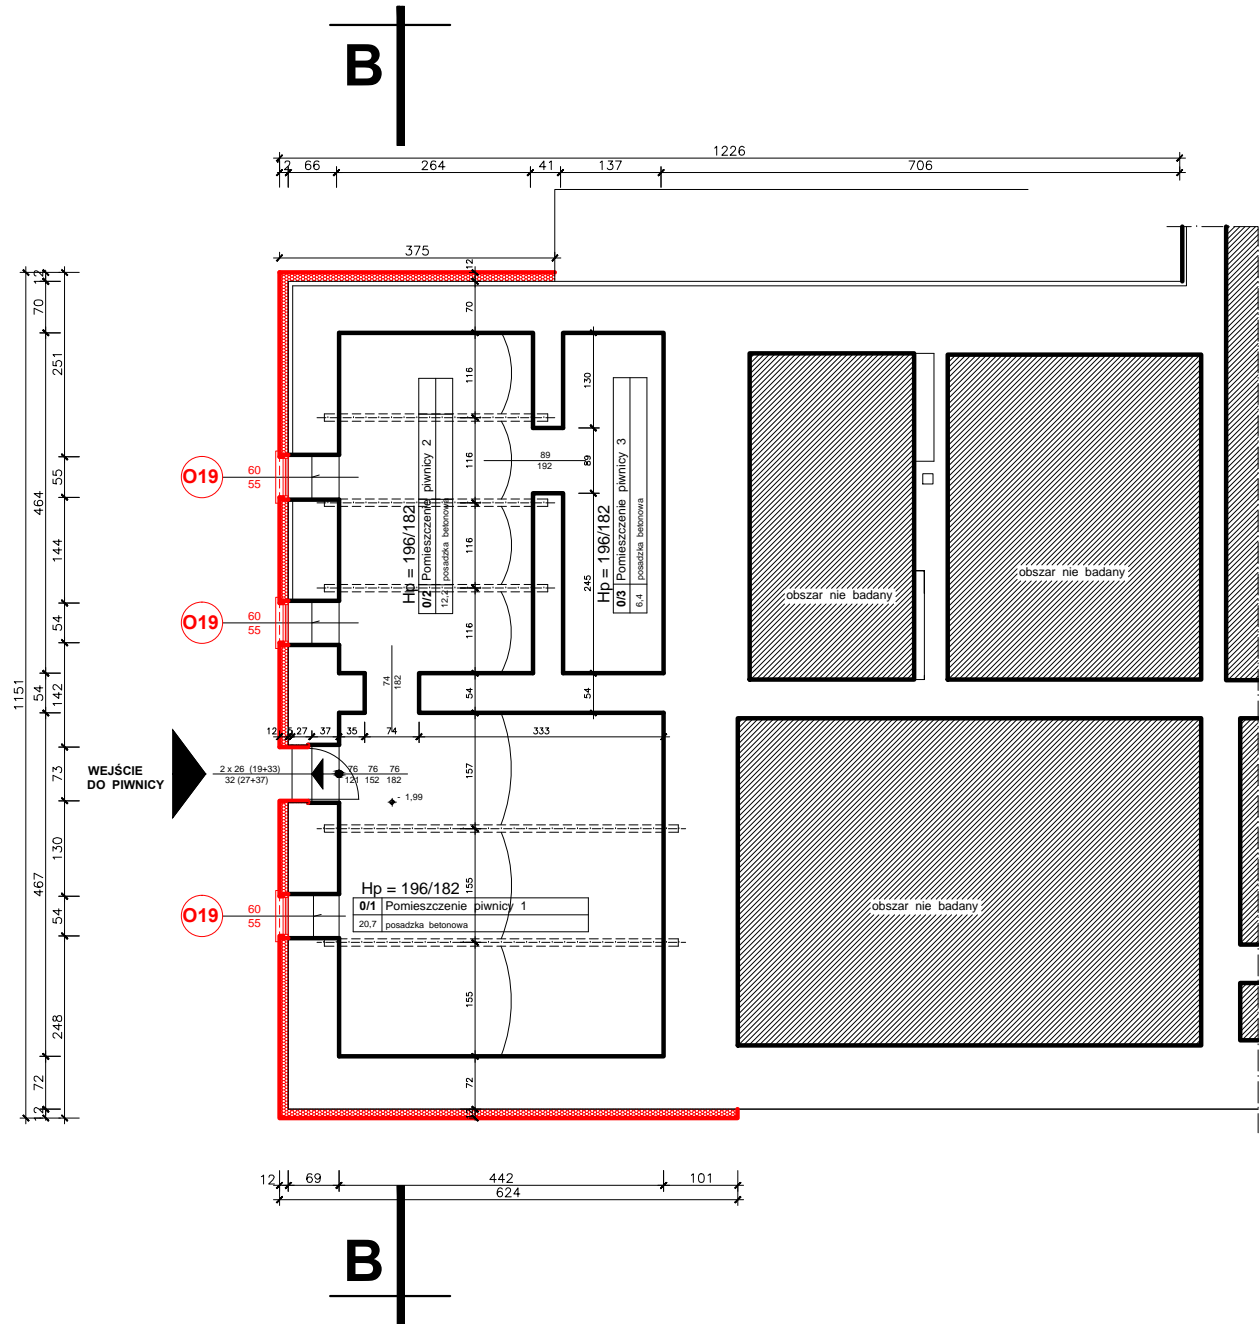 B
1226
2 66 264 41 137 706
375
12
12
70
251
70
116
130
O19 60
55
55
464
116
89
192
89
Hp = 196/182
0/2 Pomieszczenie piwnicy 2
12,2 posadzka betonowa
Hp = 196/182
0/3 Pomieszczenie piwnicy 3
6,4 posadzka betonowa
144
116
245
obszar nie badany
obszar nie badany
O19 60
55
54
116
1151
54
142
74
182
54
54
12 5 27 37 35 74 333
WEJŚCIE
DO PIWNICY
2 x 26 (19+33)
32 (27+37)
76 76 76
121 152 182
- 1,99
73
157
130
467
155
Hp = 196/182
0/1 Pomieszczenie piwnicy 1
20,7 posadzka betonowa
O19 60
55
54
obszar nie badany
155
248
72
72
12 69 442 101
624
B